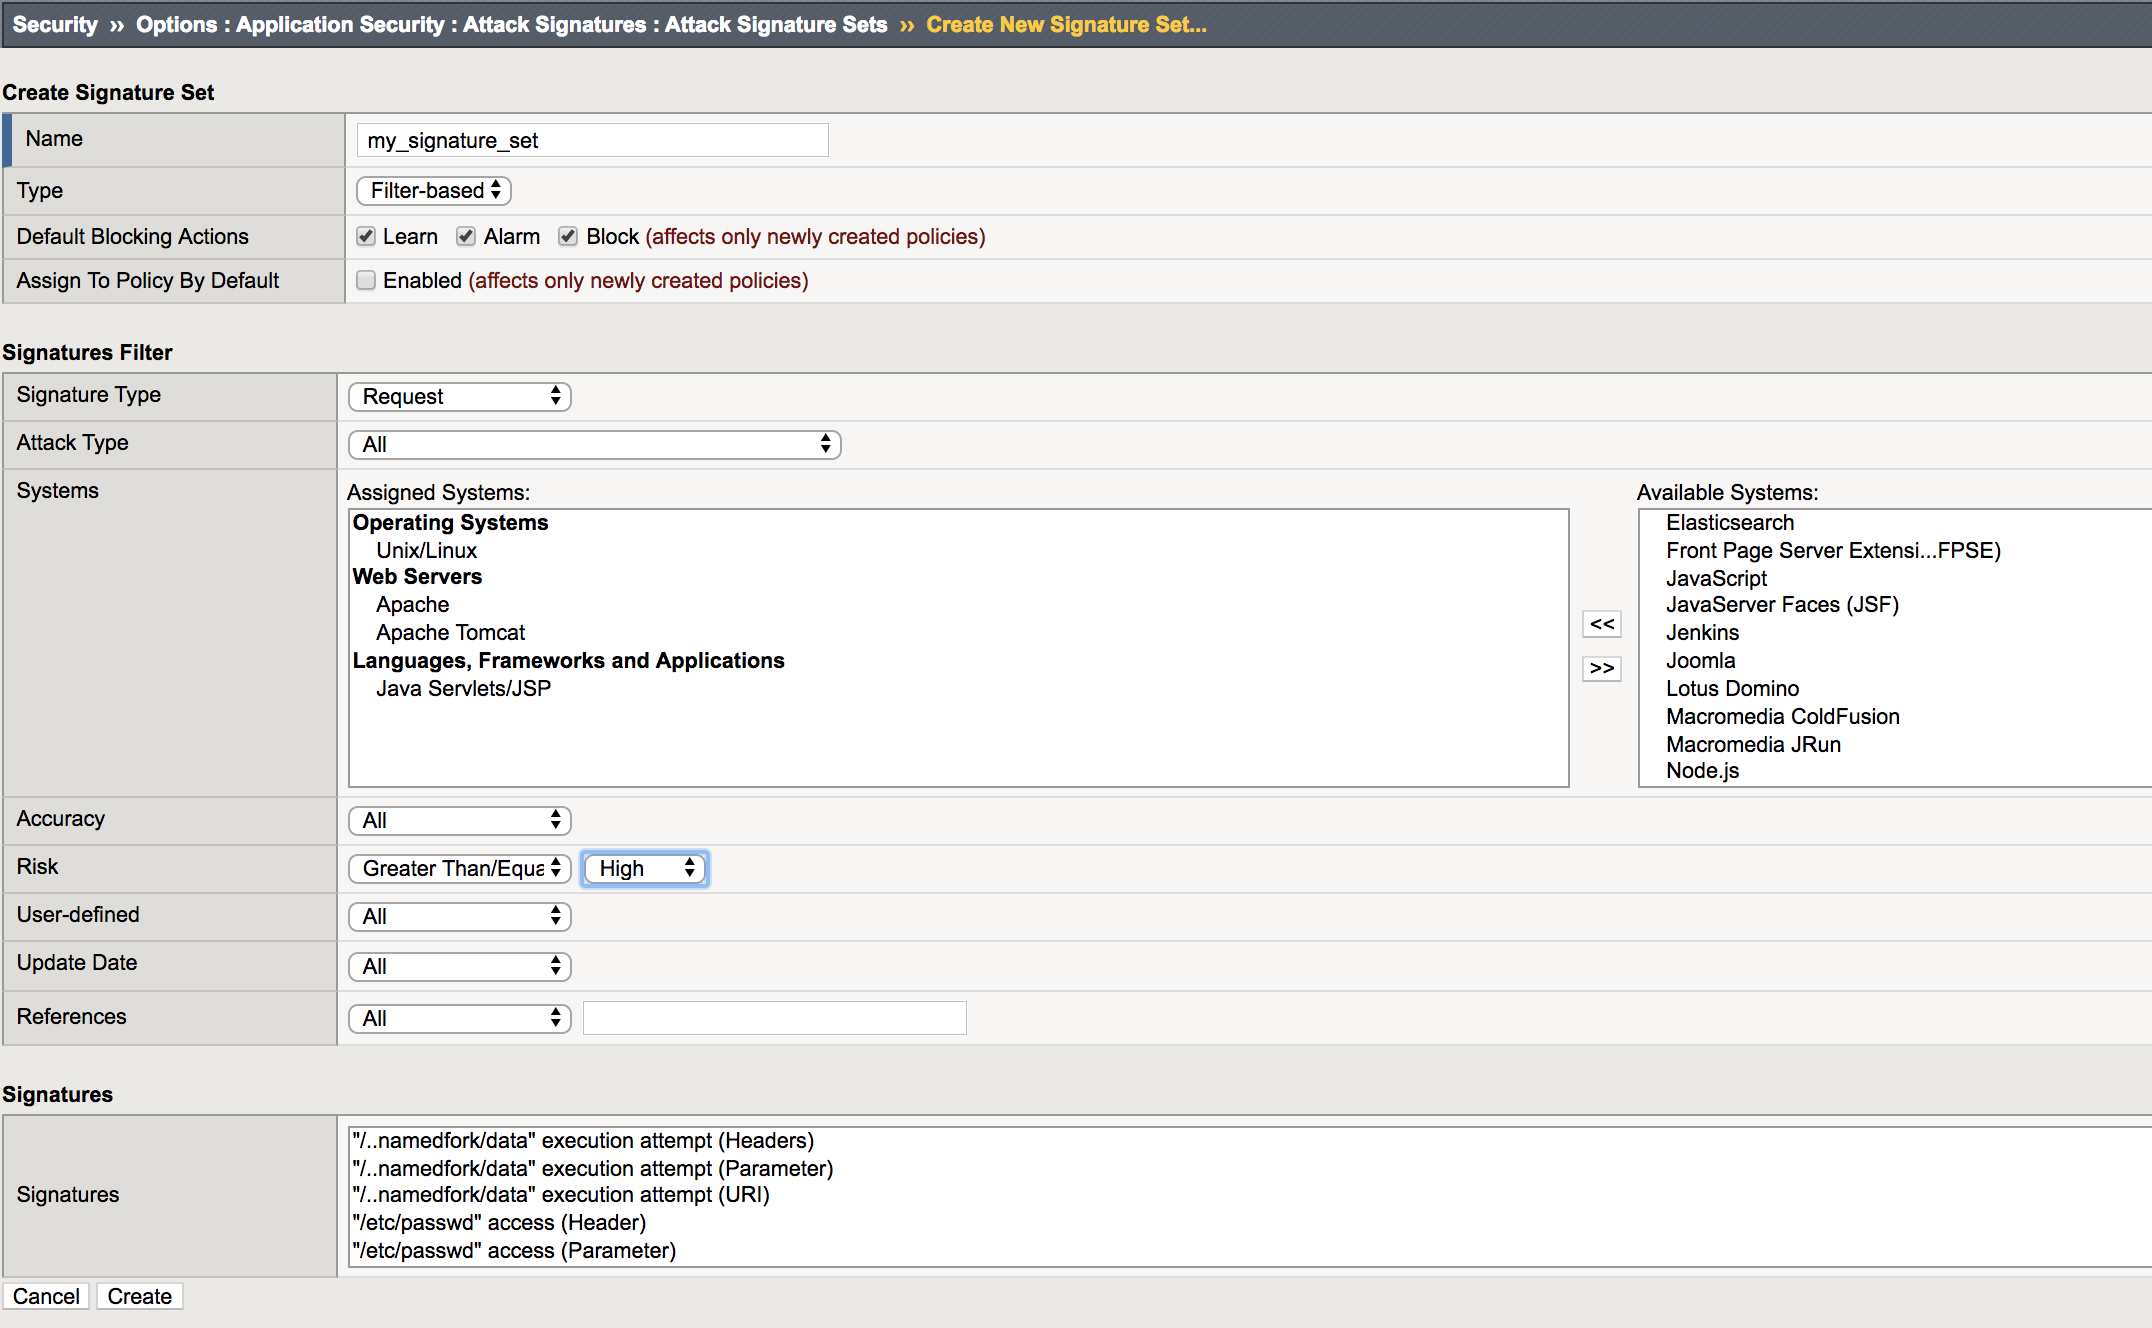 Security » Options : Application Security : Attack Signatures : Attack Signature Sets » Create New Signature Set...
Create Signature Set
Name my_signature_set
Type Filter-based
Default Blocking Actions Learn Alarm Block (affects only newly created policies)
Assign To Policy By Default Enabled (affects only newly created policies)
Signatures Filter
Signature Type Request
Attack Type All
Systems
Assigned Systems:
Operating Systems
Unix/Linux
Web Servers
Apache
Apache Tomcat
Languages, Frameworks and Applications
Java Servlets/JSP
<<
>>
Available Systems:
Elasticsearch
Front Page Server Extensi...FPSE)
JavaScript
JavaServer Faces (JSF)
Jenkins
Joomla
Lotus Domino
Macromedia ColdFusion
Macromedia JRun
Node.js
Accuracy All
Risk Greater Than/Equa High
User-defined All
Update Date All
References All
Signatures
Signatures
"/..namedfork/data" execution attempt (Headers)
"/..namedfork/data" execution attempt (Parameter)
"/..namedfork/data" execution attempt (URI)
"/etc/passwd" access (Header)
"/etc/passwd" access (Parameter)
Cancel Create